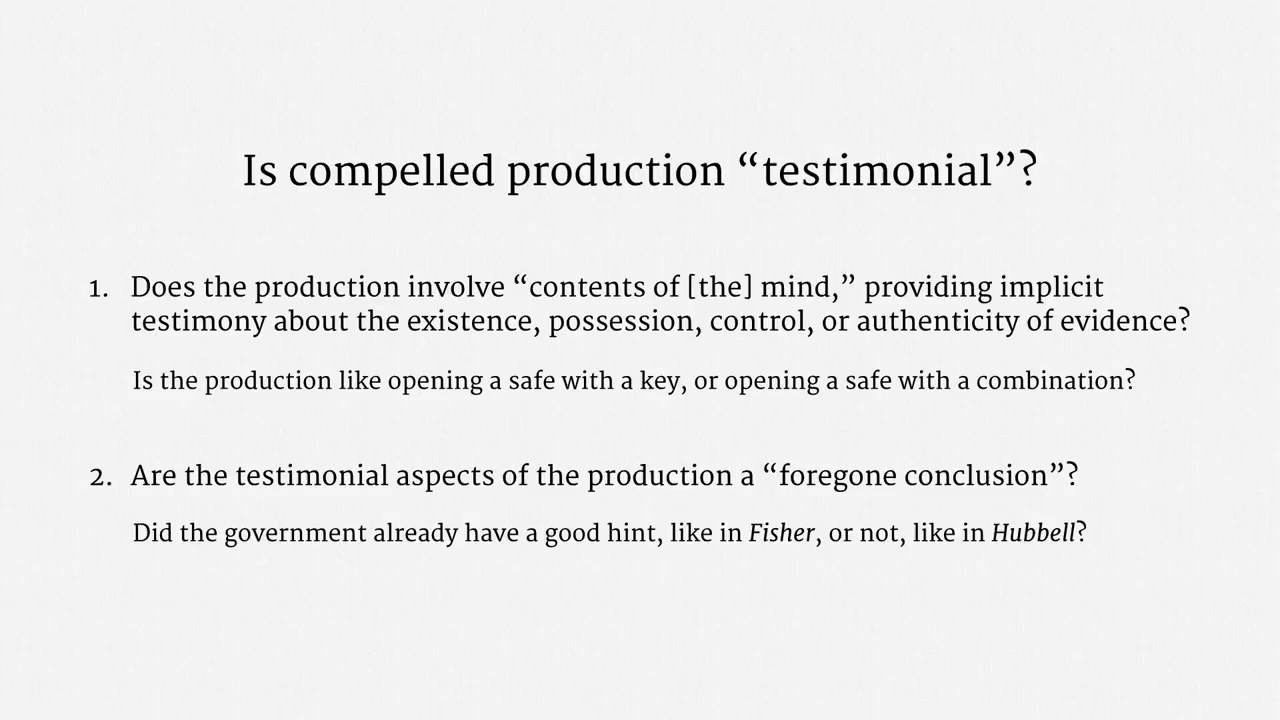 Is compelled production “testimonial”?
1. Does the production involve “contents of [the] mind,” providing implicit
testimony about the existence, possession, control, or authenticity of evidence?
Is the production like opening a safe with a key, or opening a safe with a combination?
2. Are the testimonial aspects of the production a “foregone conclusion”?
Did the government already have a good hint, like in Fisher, or not, like in Hubbell?